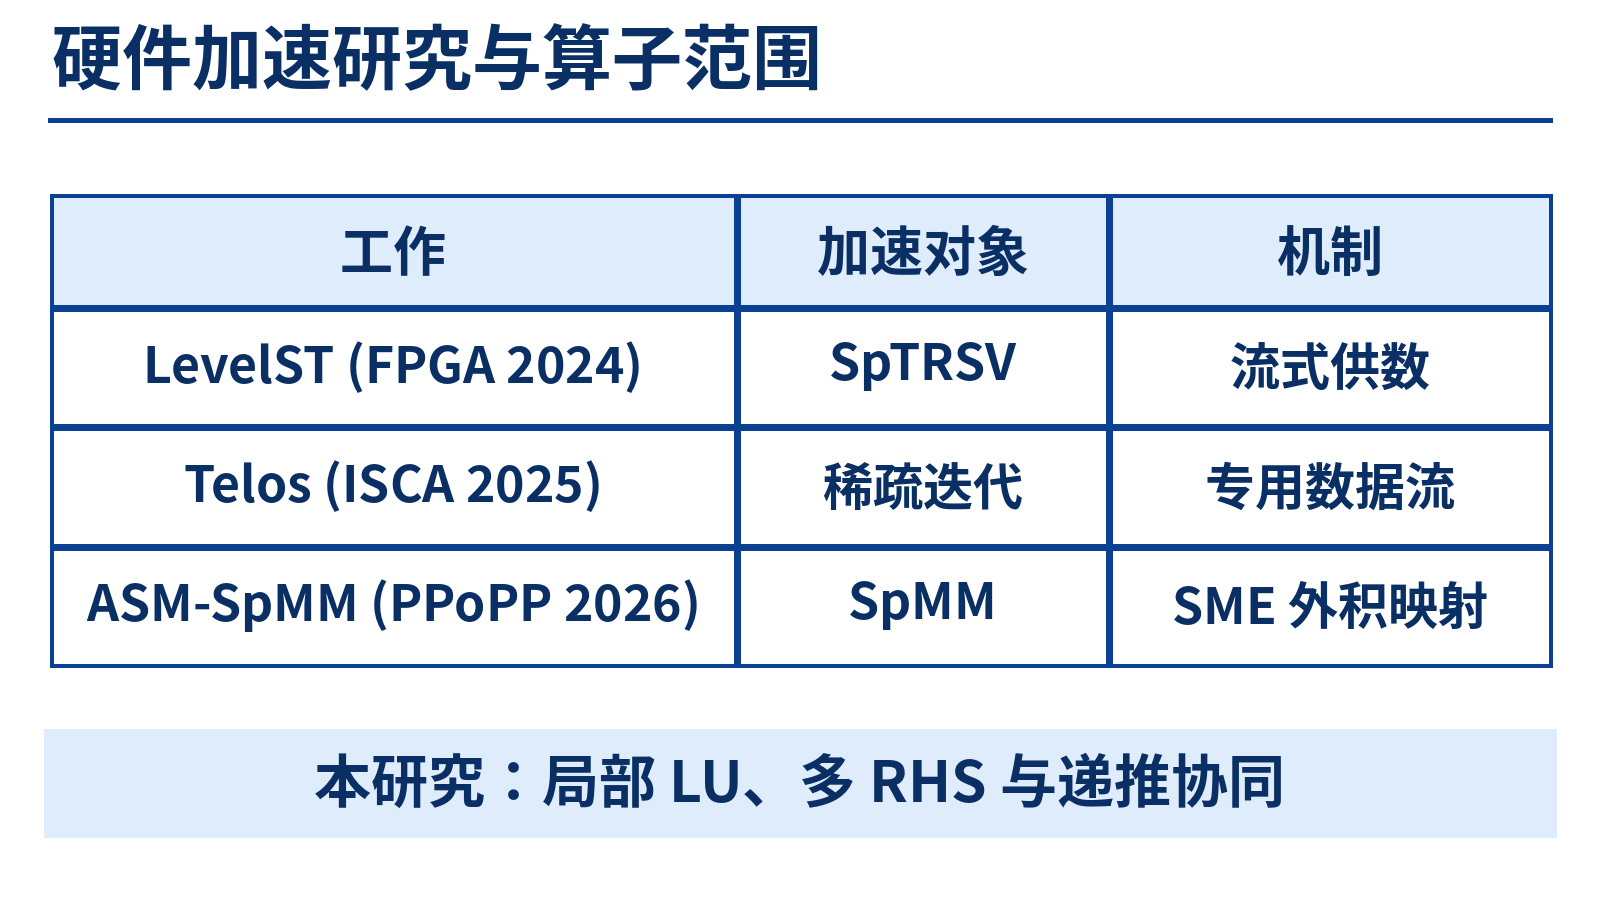 硬件加速研究与算子范围
工作 加速对象 机制
LevelST (FPGA 2024) SpTRSV 流式供数
Telos (ISCA 2025) 稀疏迭代 专用数据流
ASM-SpMM (PPoPP 2026) SpMM SME 外积映射
本研究：局部 LU、多 RHS 与递推协同